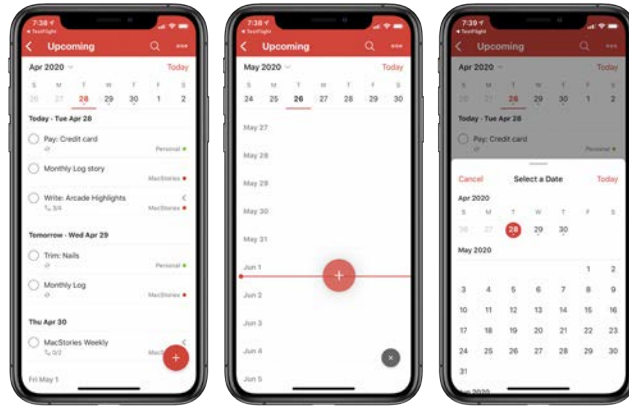 7:38
TestFlight
Upcoming
Apr 2020
Today
S M T W T F S
26 27 28 29 30 1 2
Today · Tue Apr 28
Pay: Credit card
Personal
Monthly Log story
MacStories
Write: Arcade Highlights
3/4
MacStories
Tomorrow · Wed Apr 29
Trim: Nails
Personal
Monthly Log
MacStories
Thu Apr 30
MacStories Weekly
0/2
Fri May 1
7:38
TestFlight
Upcoming
May 2020
Today
S M T W T F S
24 25 26 27 28 29 30
May 27
May 28
May 29
May 30
May 31
Jun 1
Jun 2
Jun 3
Jun 4
Jun 5
7:39
TestFlight
Upcoming
Apr 2020
Today
S M T W T F S
26 27 28 29 30 1 2
Today · Tue Apr 28
Pay: Credit card
Personal
Cancel
Select a Date
Today
Apr 2020
S M T W T F S
26 27 28 29 30
May 2020
1 2
3 4 5 6 7 8 9
10 11 12 13 14 15 16
17 18 19 20 21 22 23
24 25 26 27 28 29 30
31
Jun 2020